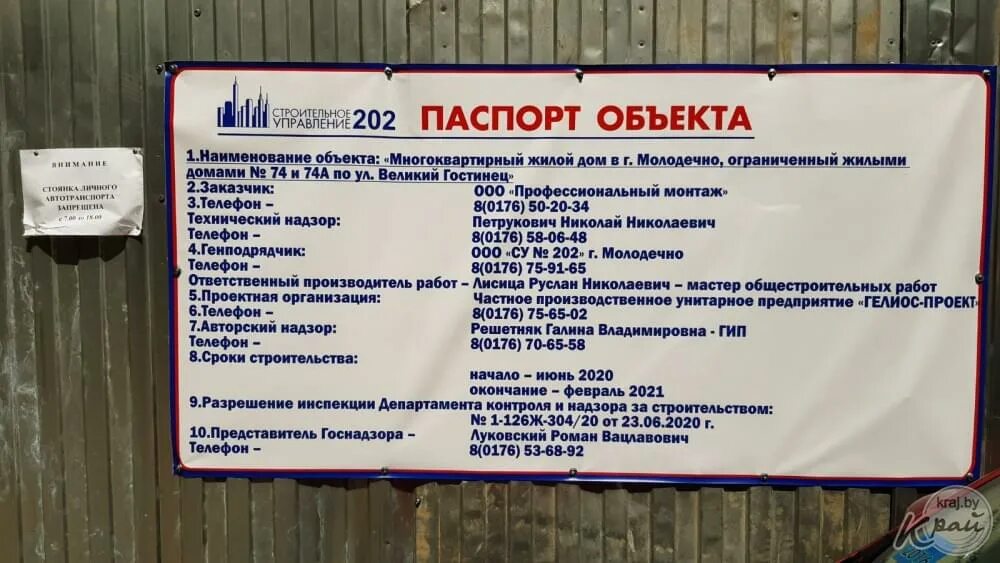 ВНИМАНИЕ
СТОЯНКА ЛИЧНОГО
АВТОТРАНСПОРТА
ЗАПРЕЩЕНА
с 7.00 до 18.00
СТРОИТЕЛЬНОЕ
УПРАВЛЕНИЕ 202
ПАСПОРТ ОБЪЕКТА
1.Наименование объекта: «Многоквартирный жилой дом в г. Молодечно, ограниченный жилыми
домами № 74 и 74А по ул. Великий Гостинец»
2.Заказчик: ООО «Профессиональный монтаж»
3.Телефон – 8(0176) 50-20-34
Технический надзор: Петрукович Николай Николаевич
Телефон – 8(0176) 58-06-48
4.Генподрядчик: ООО «СУ № 202» г. Молодечно
Телефон – 8(0176) 75-91-65
Ответственный производитель работ – Лисица Руслан Николаевич – мастер общестроительных работ
5.Проектная организация: Частное производственное унитарное предприятие «ГЕЛИОС-ПРОЕКТ»
6.Телефон – 8(0176) 75-65-02
7.Авторский надзор: Решетняк Галина Владимировна - ГИП
Телефон – 8(0176) 70-65-58
8.Сроки строительства:
начало – июнь 2020
окончание – февраль 2021
9.Разрешение инспекции Департамента контроля и надзора за строительством:
№ 1-126Ж-304/20 от 23.06.2020 г.
10.Представитель Госнадзора – Луковский Роман Вацлавович
Телефон – 8(0176) 53-68-92
kraj.by
Край